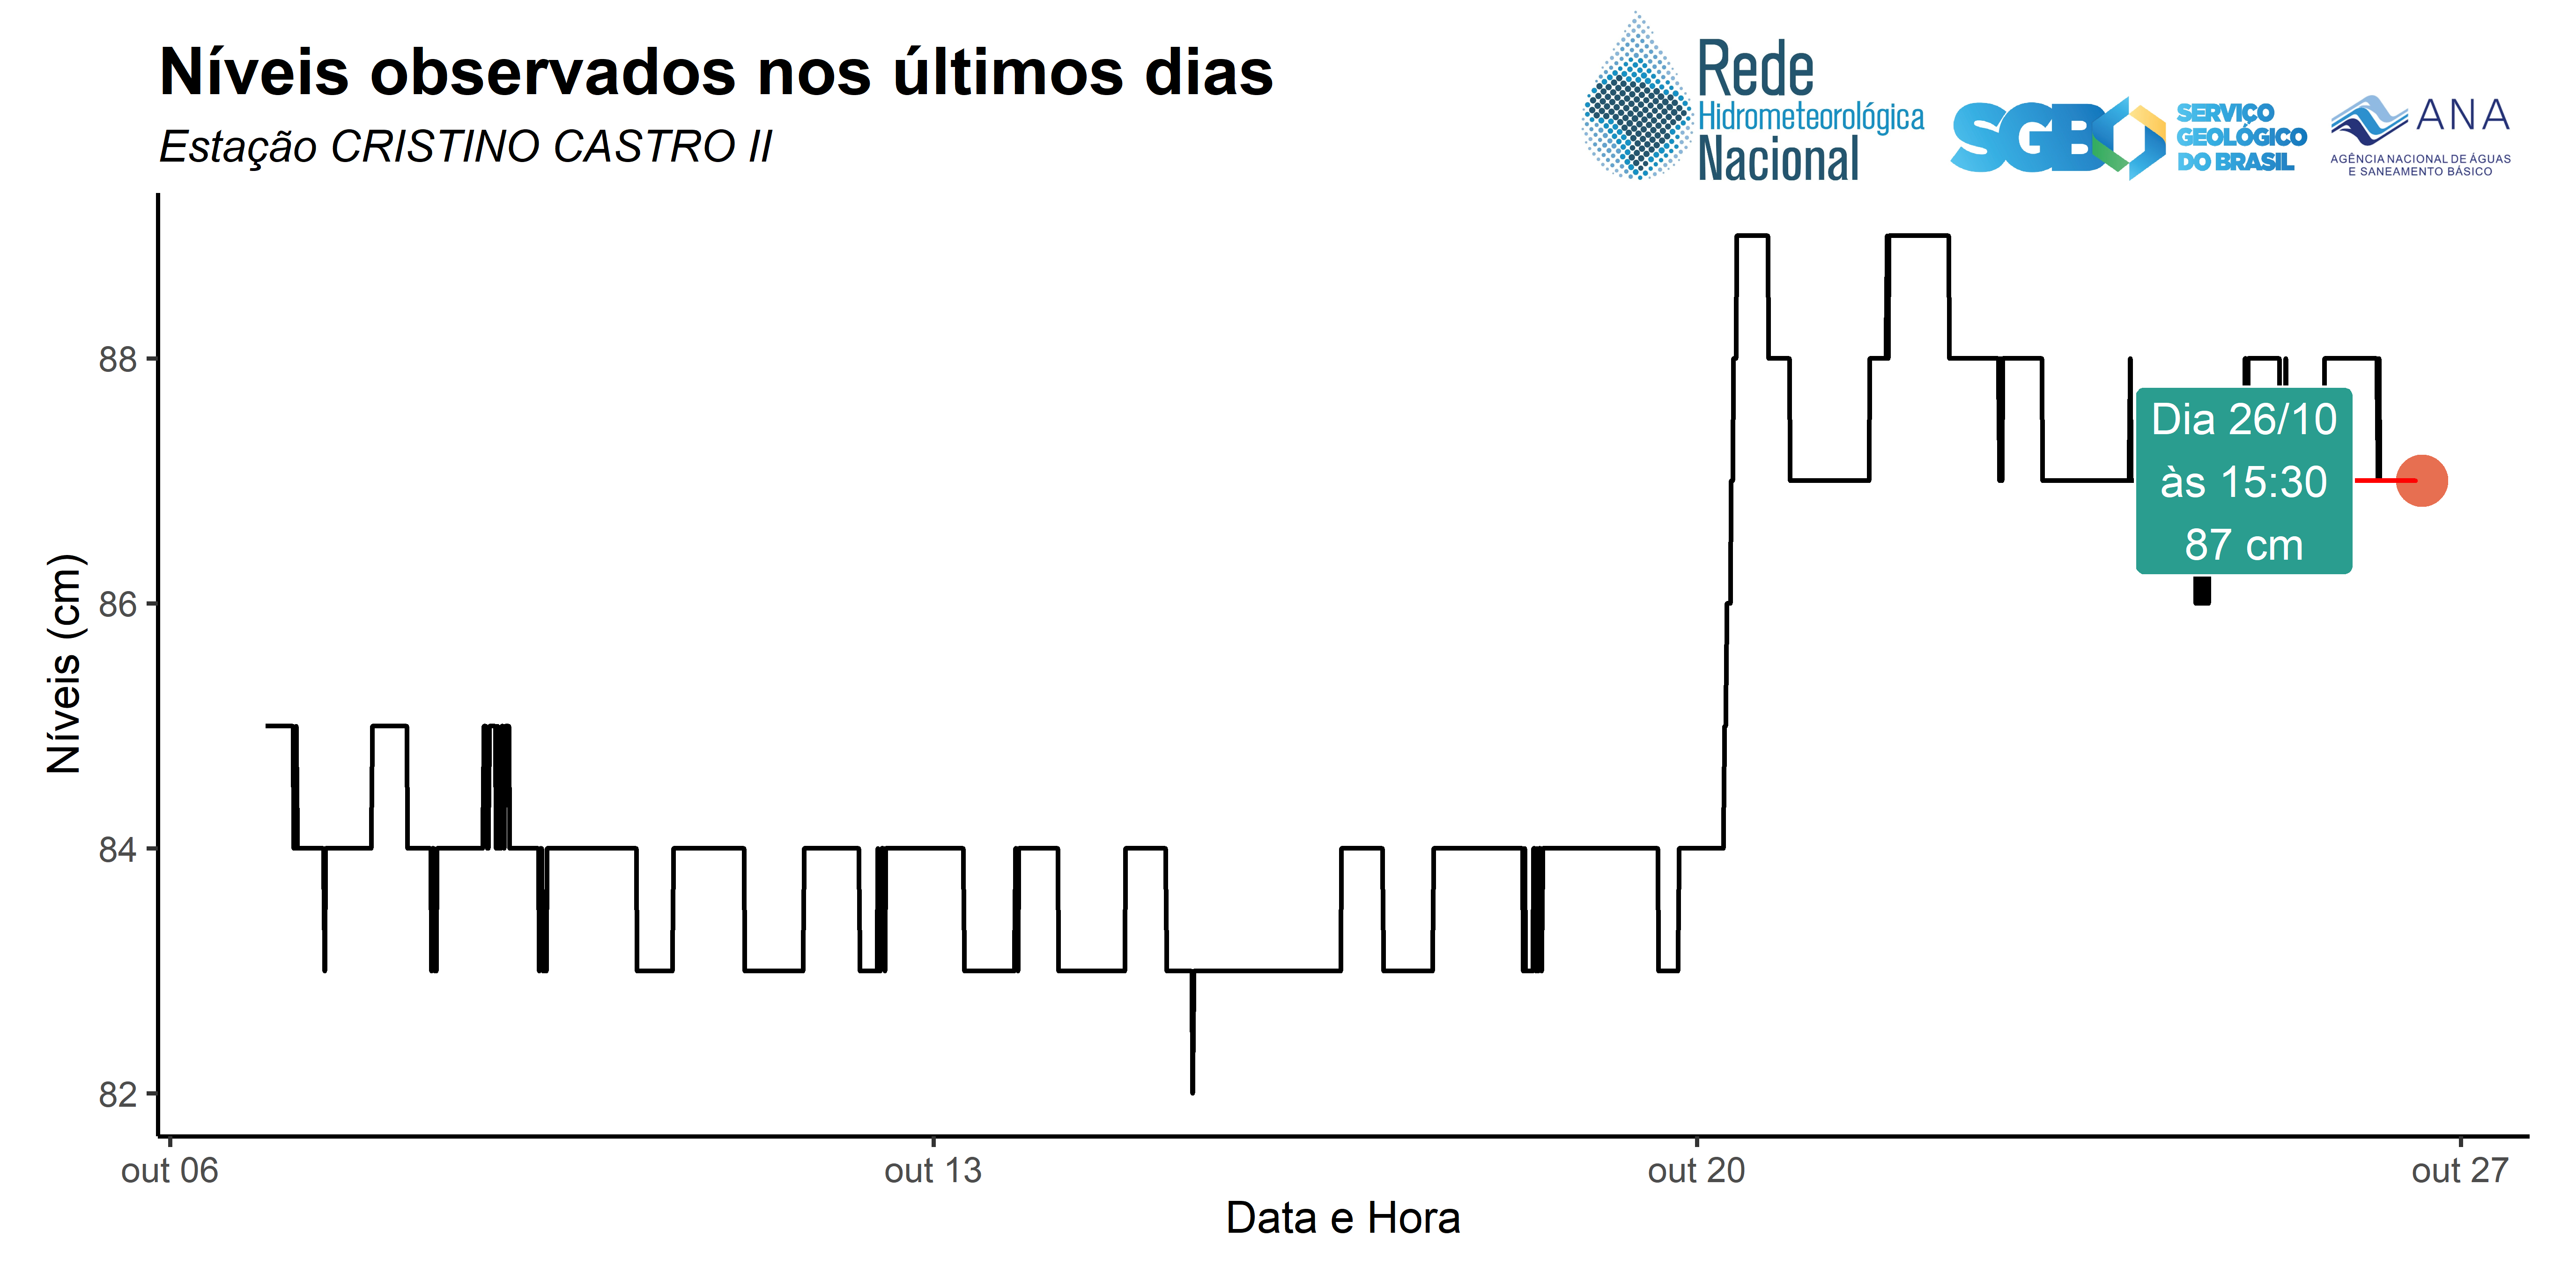 Níveis observados nos últimos dias
Estação CRISTINO CASTRO II
Rede
Hidrometeorológica
Nacional
SGB
SERVIÇO
GEOLÓGICO
DO BRASIL
ANA
AGÊNCIA NACIONAL DE ÁGUAS
E SANEAMENTO BÁSICO
Níveis (cm)
88
86
84
82
Dia 26/10
às 15:30
87 cm
out 06
out 13
out 20
out 27
Data e Hora